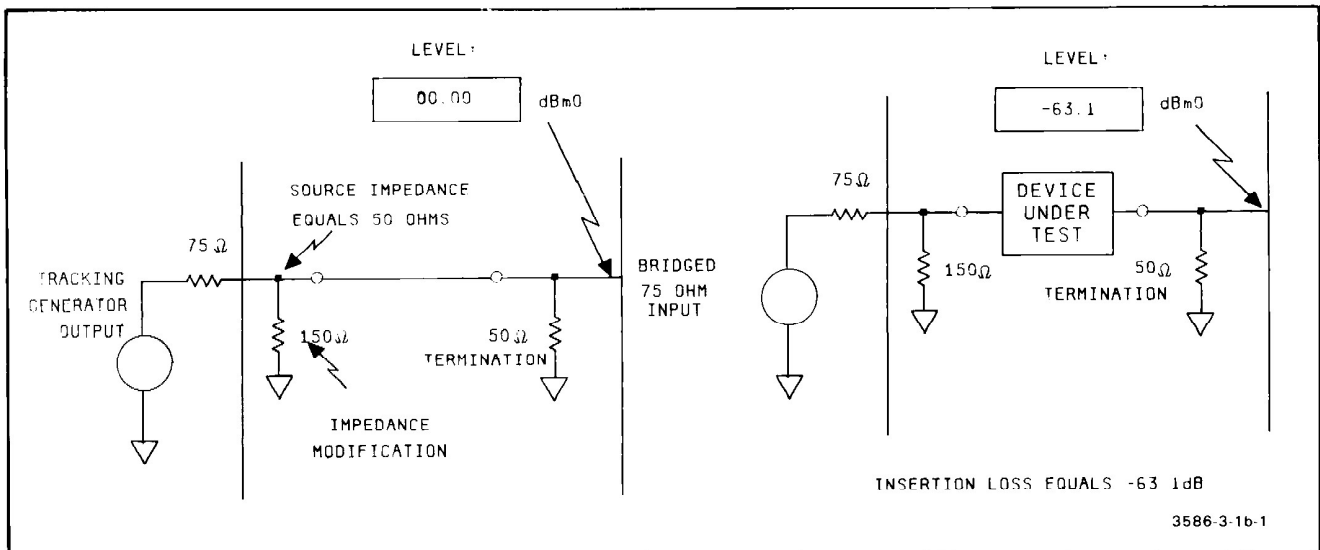 LEVEL:
00.00
dBm0
SOURCE IMPEDANCE
EQUALS 50 OHMS
75Ω
TRACKING
GENERATOR
OUTPUT
150Ω
50Ω
TERMINATION
IMPEDANCE
MODIFICATION
BRIDGED
75 OHM
INPUT
LEVEL:
-63.1
dBm0
75Ω
DEVICE
UNDER
TEST
150Ω
50Ω
TERMINATION
INSERTION LOSS EQUALS -63 1dB
3586-3-1b-1